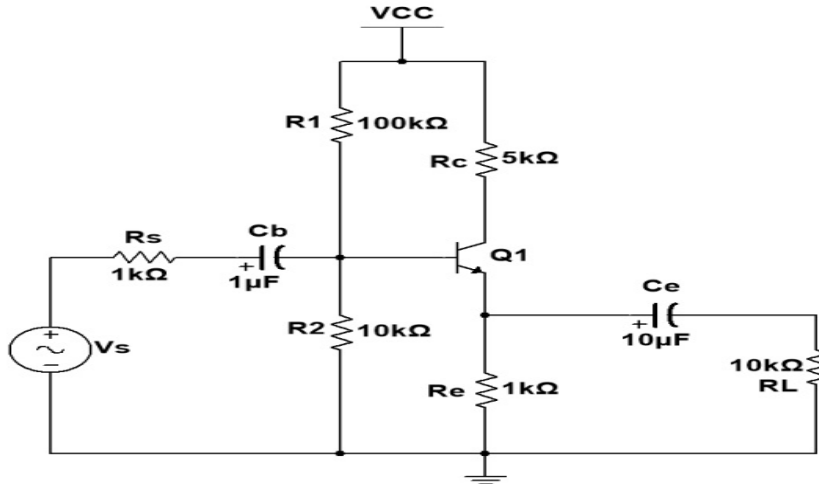 VCC
R1 100kΩ
Rc 5kΩ
Rs
1kΩ
Cb
+
1μF
Q1
Vs
+
−
R2 10kΩ
Ce
+
10μF
Re 1kΩ
10kΩ
RL